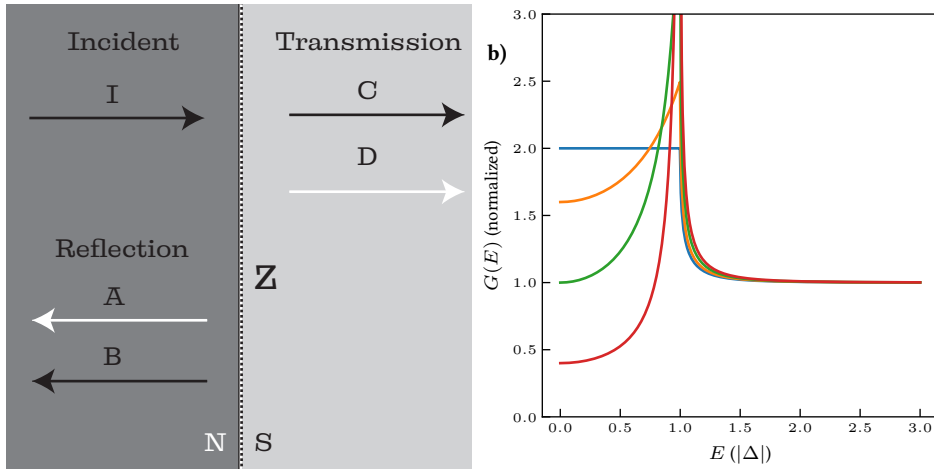 Incident
Transmission
I
C
D
Reflection
Z
A
B
N
S
b)
3.0
2.5
2.0
1.5
1.0
0.5
0.0
G(E) (normalized)
0.0 0.5 1.0 1.5 2.0 2.5 3.0
E (|Δ|)